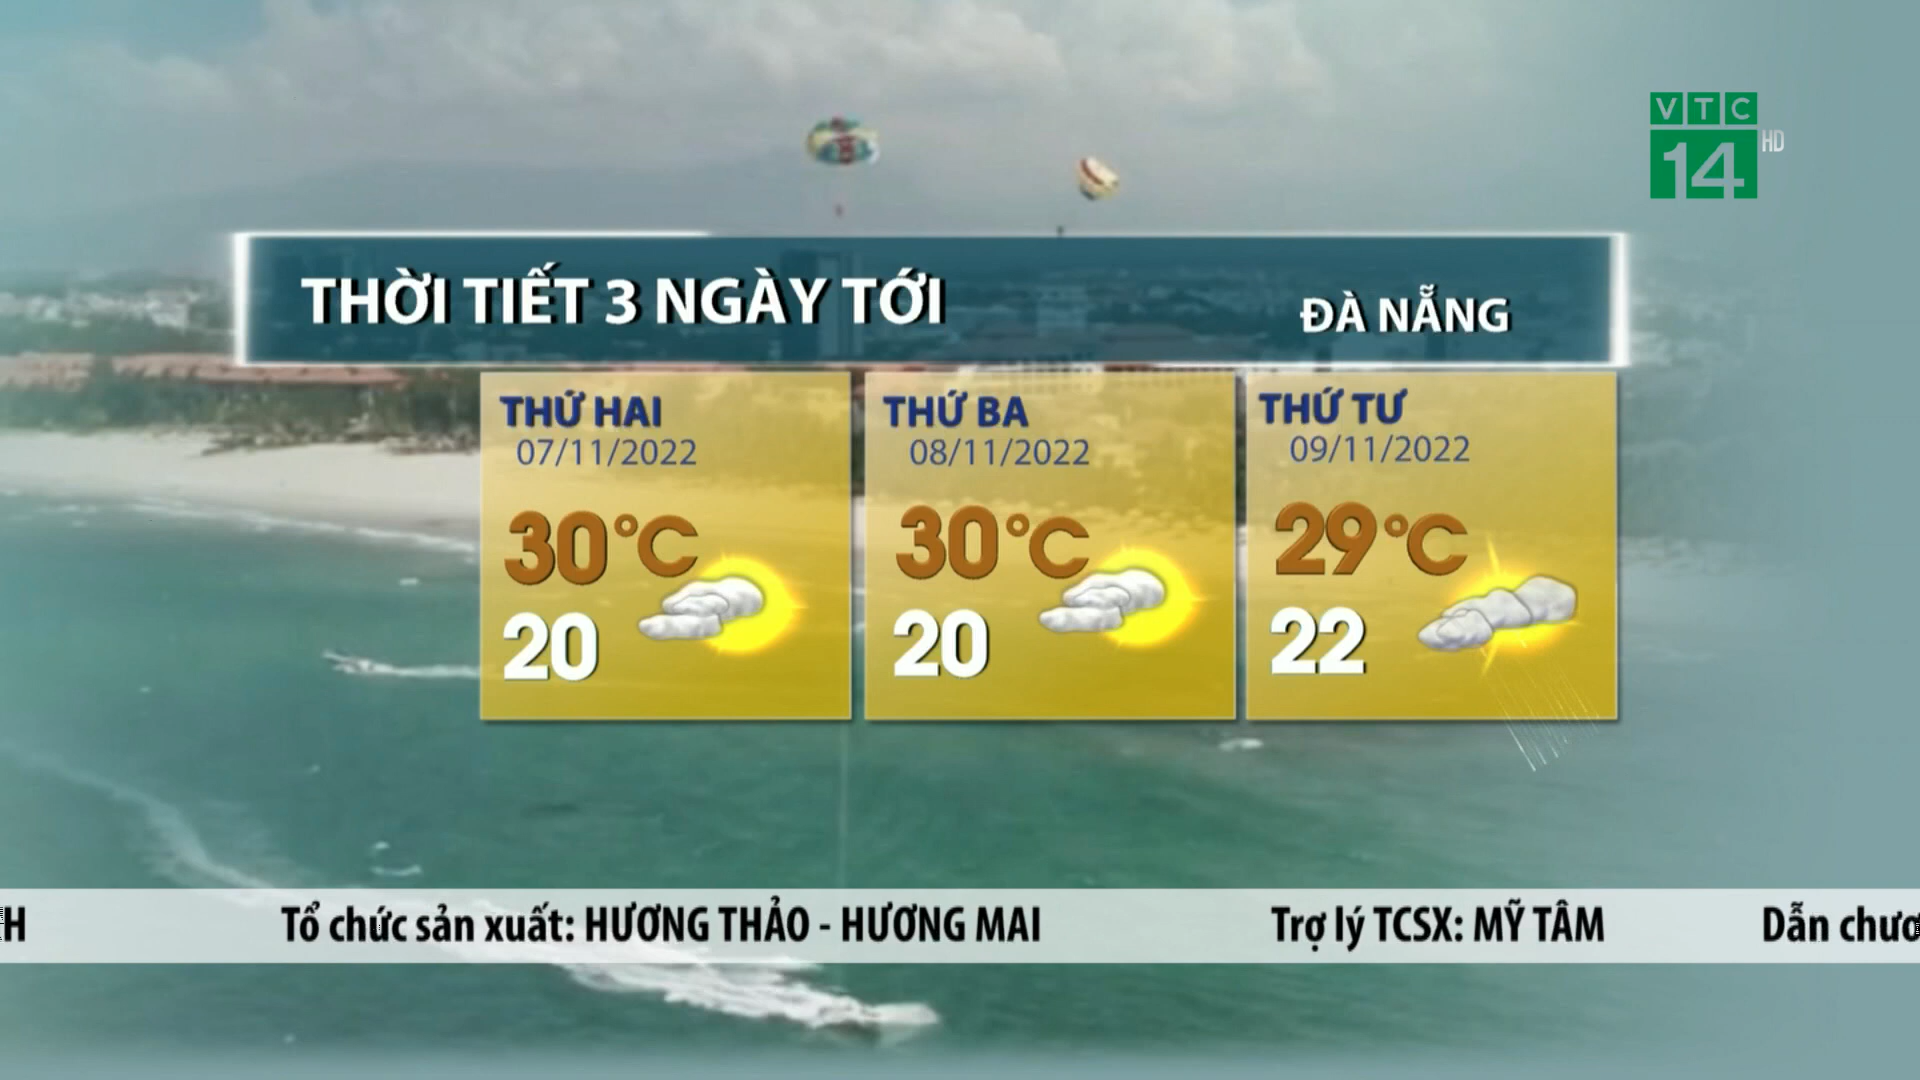 VTC
14 HD
THỜI TIẾT 3 NGÀY TỚI
ĐÀ NẴNG
THỨ HAI
07/11/2022
30°C
20
THỨ BA
08/11/2022
30°C
20
THỨ TƯ
09/11/2022
29°C
22
H Tổ chức sản xuất: HƯƠNG THẢO - HƯƠNG MAI Trợ lý TCSX: MỸ TÂM Dẫn chươ